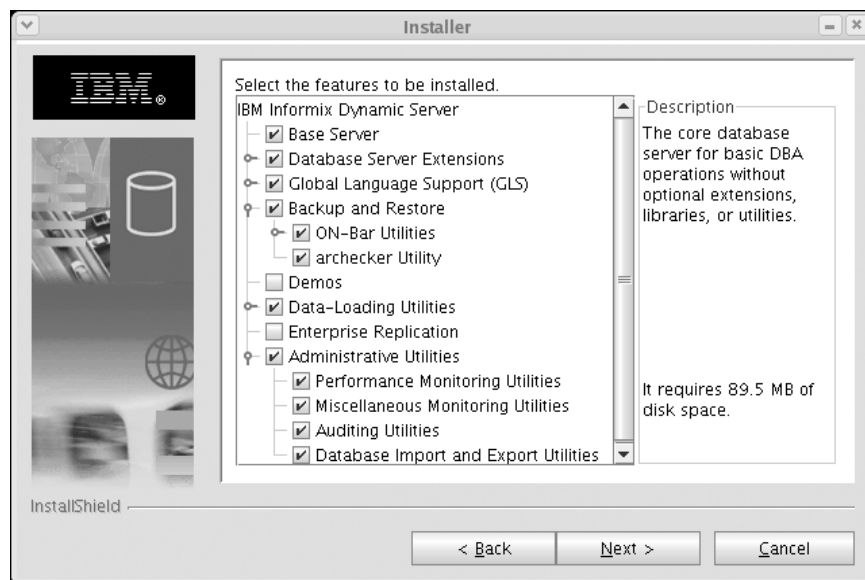 Installer
IBM®
Select the features to be installed.
IBM Informix Dynamic Server
Base Server
Database Server Extensions
Global Language Support (GLS)
Backup and Restore
ON-Bar Utilities
archecker Utility
Demos
Data-Loading Utilities
Enterprise Replication
Administrative Utilities
Performance Monitoring Utilities
Miscellaneous Monitoring Utilities
Auditing Utilities
Database Import and Export Utilities
Description
The core database
server for basic DBA
operations without
optional extensions,
libraries, or utilities.
It requires 89.5 MB of
disk space.
InstallShield
< Back
Next >
Cancel